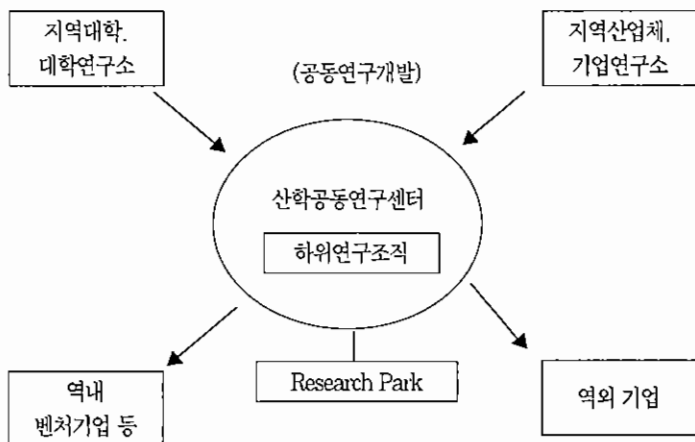 지역대학.
대학연구소
(공동연구개발)
지역산업체,
기업연구소
산학공동연구센터
하위연구조직
역내
벤처기업 등
Research Park
역외 기업